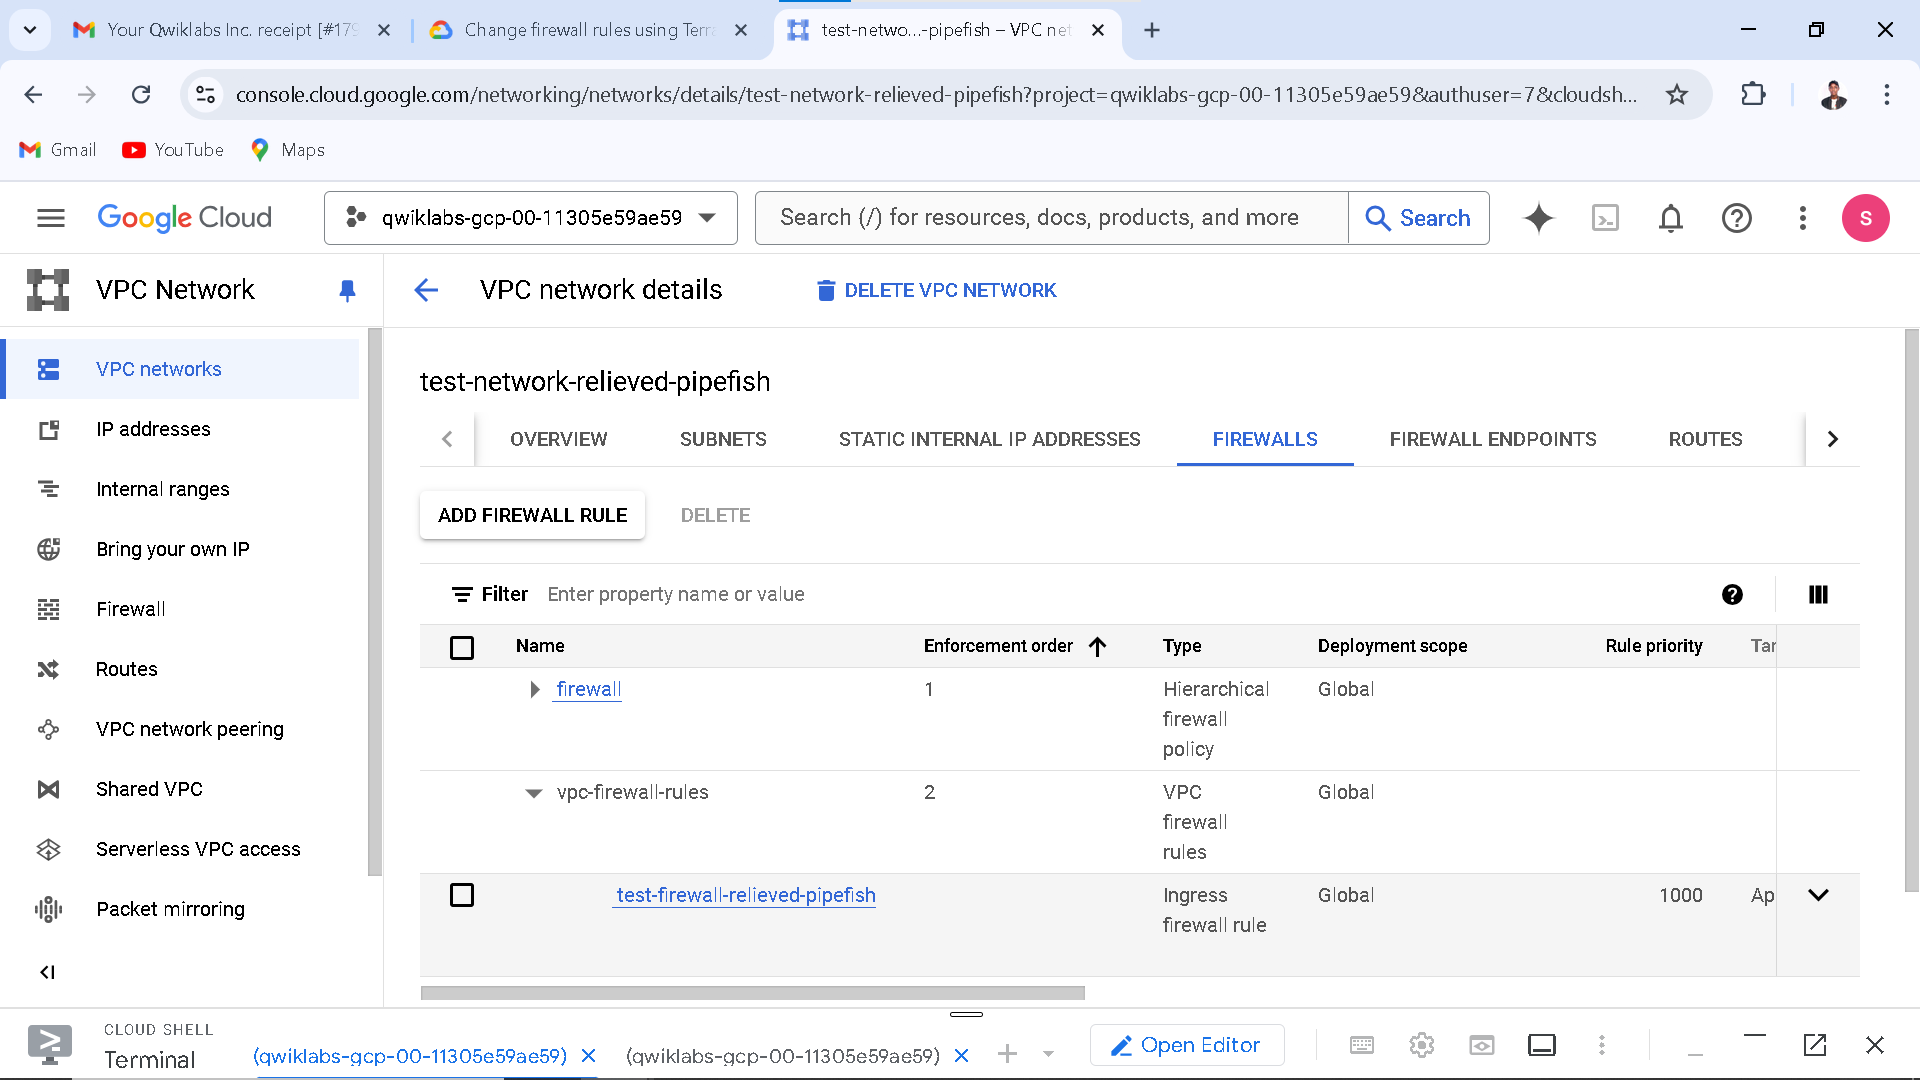 Your Qwiklabs Inc. receipt [#179
Change firewall rules using Terra
test-netwo...-pipefish – VPC net
console.cloud.google.com/networking/networks/details/test-network-relieved-pipefish?project=qwiklabs-gcp-00-11305e59ae59&authuser=7&cloudsh...
Gmail
YouTube
Maps
Google Cloud
qwiklabs-gcp-00-11305e59ae59
Search (/) for resources, docs, products, and more
Search
S
VPC Network
VPC network details
DELETE VPC NETWORK
VPC networks
IP addresses
Internal ranges
Bring your own IP
Firewall
Routes
VPC network peering
Shared VPC
Serverless VPC access
Packet mirroring
test-network-relieved-pipefish
OVERVIEW
SUBNETS
STATIC INTERNAL IP ADDRESSES
FIREWALLS
FIREWALL ENDPOINTS
ROUTES
ADD FIREWALL RULE
DELETE
Filter
Enter property name or value
Name
Enforcement order
Type
Deployment scope
Rule priority
Tar
firewall
1
Hierarchical
firewall
policy
Global
vpc-firewall-rules
2
VPC
firewall
rules
Global
test-firewall-relieved-pipefish
Ingress
firewall rule
Global
1000
Ap
CLOUD SHELL
Terminal
(qwiklabs-gcp-00-11305e59ae59)
(qwiklabs-gcp-00-11305e59ae59)
Open Editor